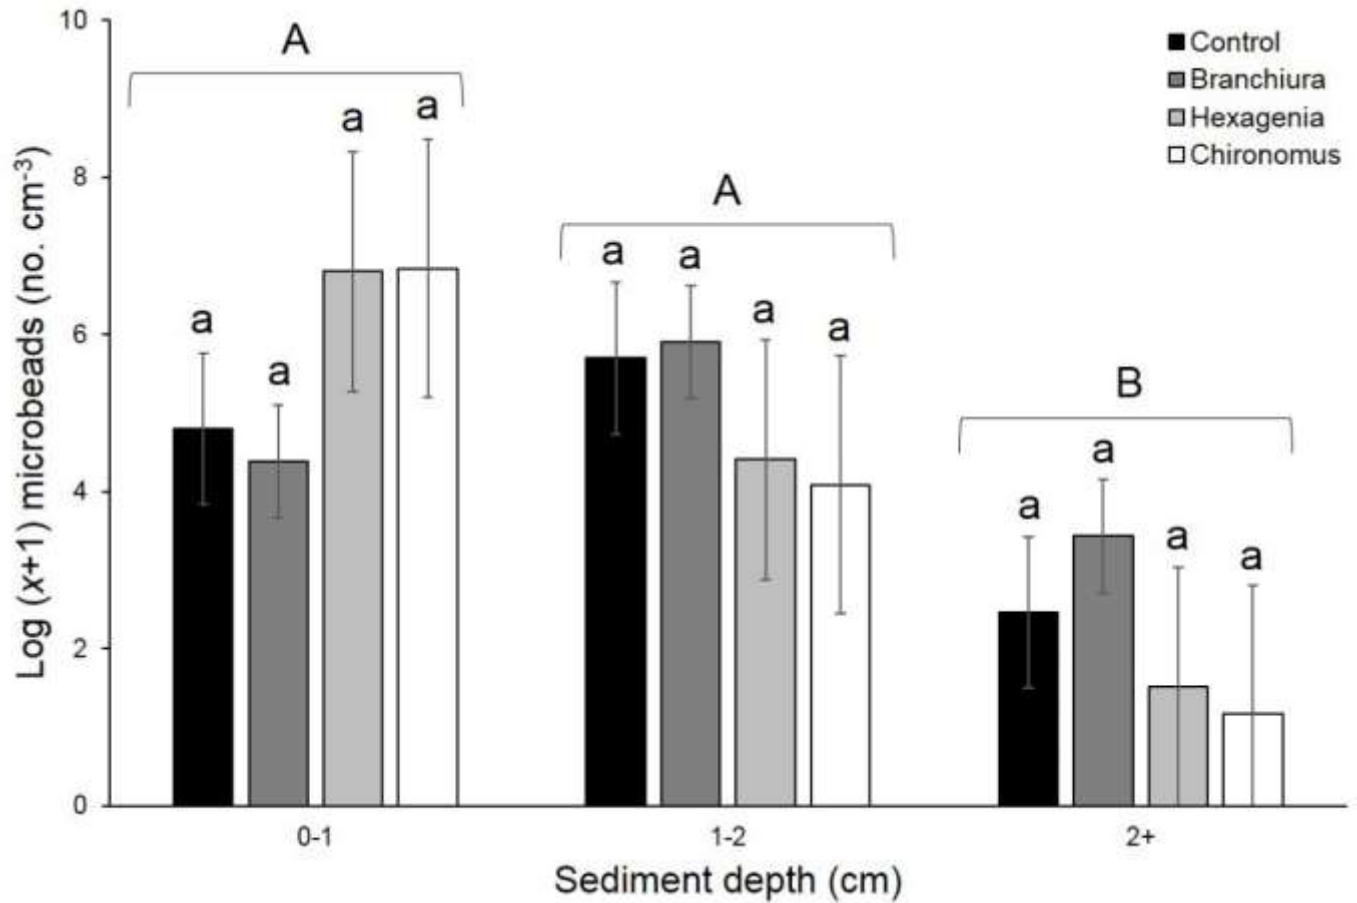 10
8
6
4
2
0
Log (x+1) microbeads (no. cm-3)
A
a
a
a
a
A
a
a
a
a
B
a
a
a
a
Control
Branchiura
Hexagenia
Chironomus
0-1
1-2
2+
Sediment depth (cm)